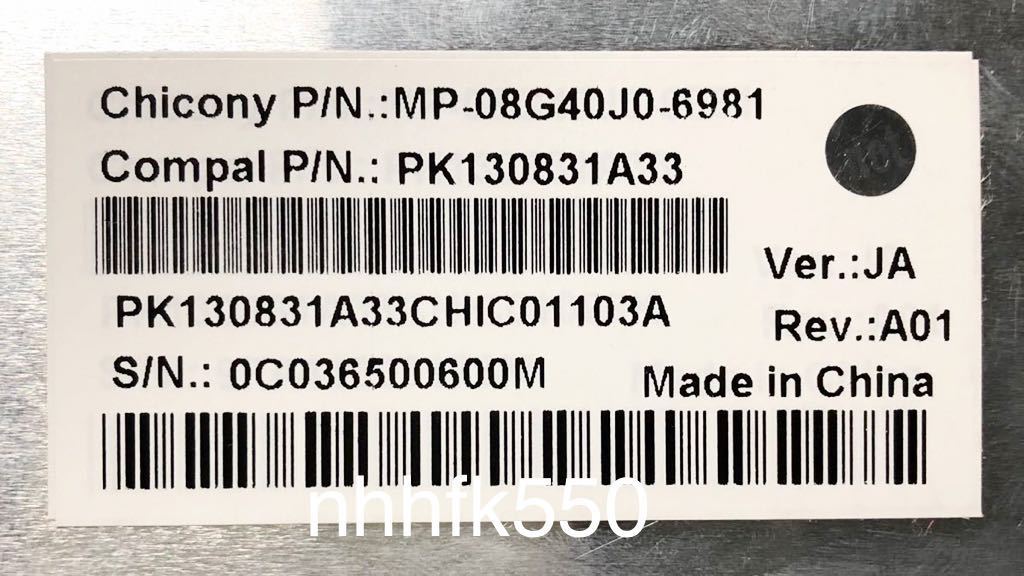 Chicony P/N.:MP-08G40J0-6981
Compal P/N.: PK130831A33
Ver.:JA
PK130831A33CHIC01103A
Rev.:A01
S/N.: 0C036500600M
Made in China
nhhfk550